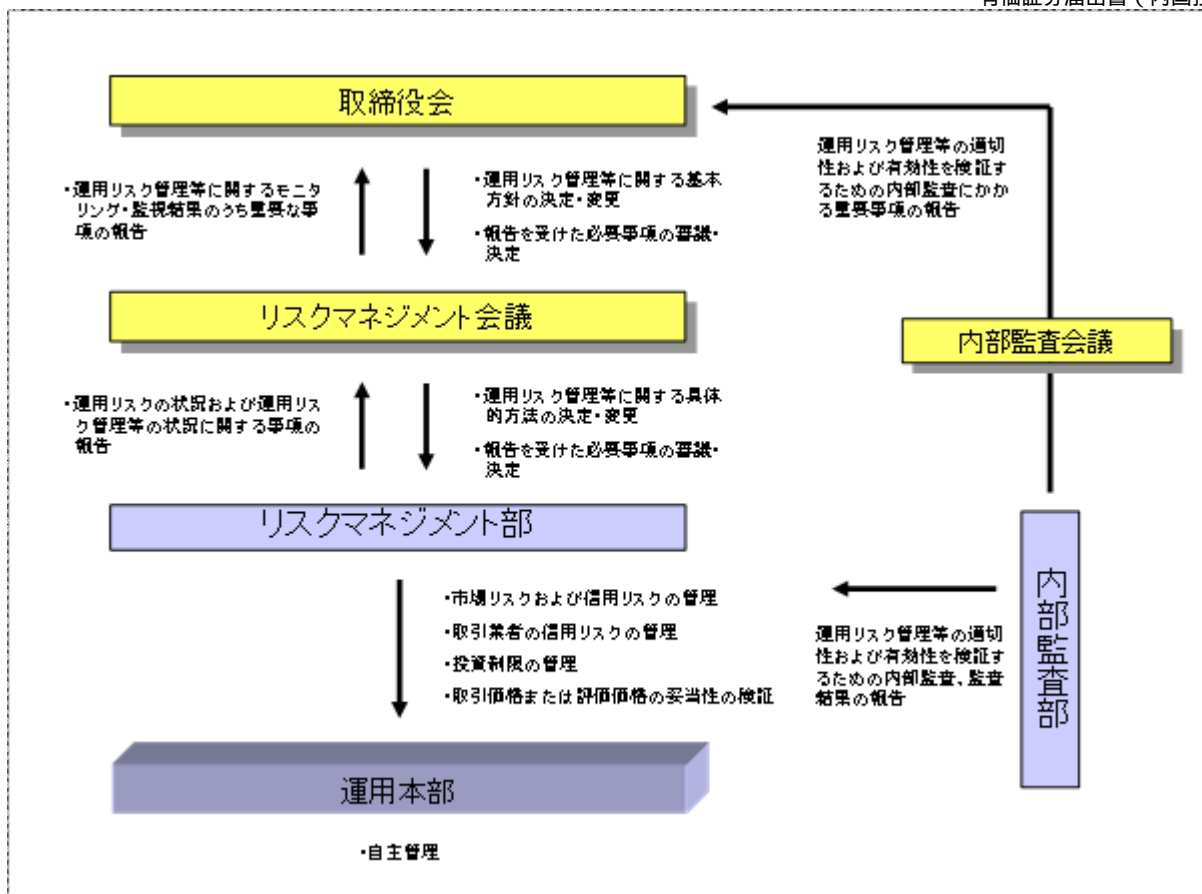 有価証券届出書(内国投
取締役会
・運用リスク管理等に関するモニタ
リング・監視結果のうち重要な事
項の報告
・運用リスク管理等に関する基本
方針の決定・変更
・報告を受けた必要事項の審議・
決定
運用リスク管理等の適切
性および有効性を検証す
るための内部監査にかか
る重要事項の報告
リスクマネジメント会議
内部監査会議
・運用リスクの状況および運用リス
ク管理等の状況に関する事項の
報告
・運用リスク管理等に関する具体
的方法の決定・変更
・報告を受けた必要事項の審議・
決定
リスクマネジメント部
・市場リスクおよび信用リスクの管理
・取引業者の信用リスクの管理
・投資制限の管理
・取引価格または評価価格の妥当性の検証
運用リスク管理等の適切
性および有効性を検証す
るための内部監査、監査
結果の報告
内部監査部
運用本部
・自主管理